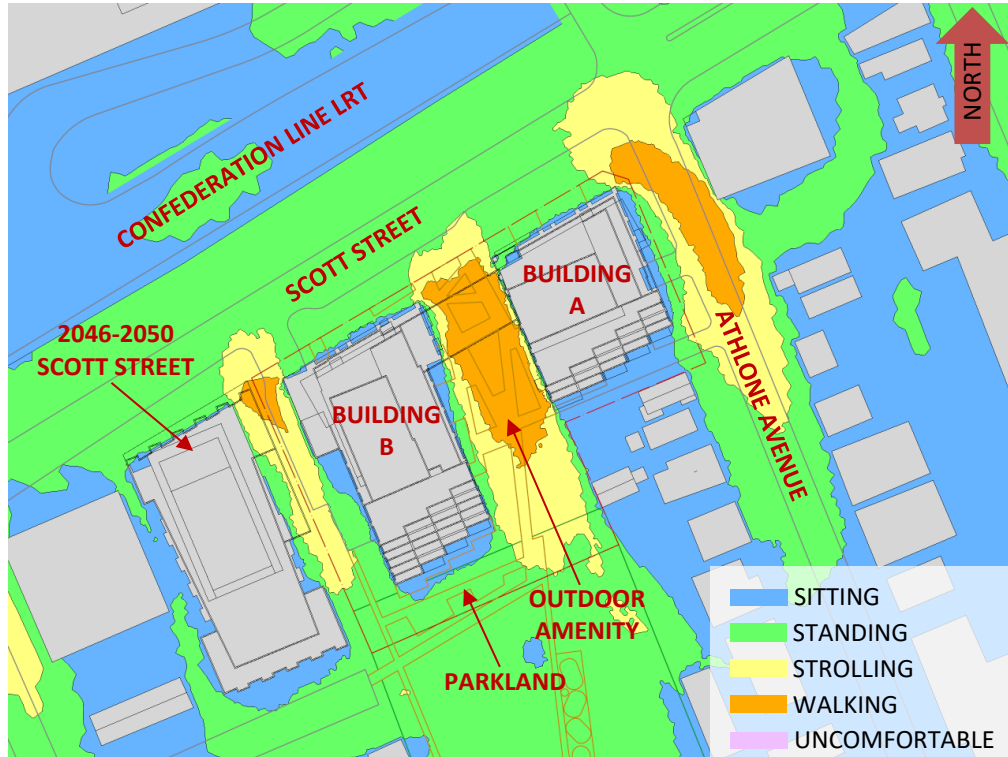 NORTH
CONFEDERATION LINE LRT
SCOTT STREET
BUILDING
A
2046-2050
SCOTT STREET
BUILDING
B
ATHLONE AVENUE
OUTDOOR
AMENITY
PARKLAND
SITTING
STANDING
STROLLING
WALKING
UNCOMFORTABLE